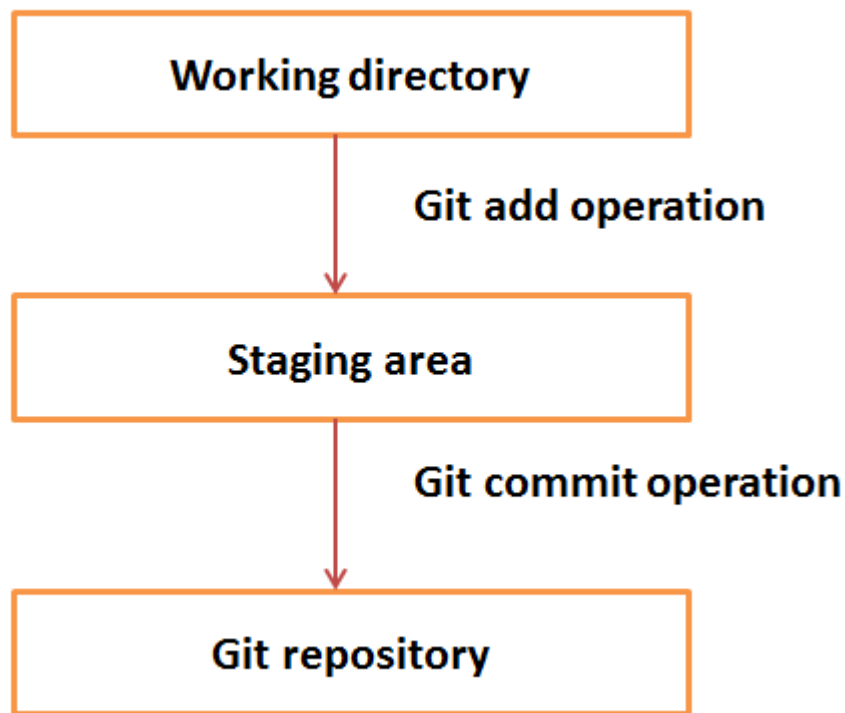 Working directory
Git add operation
Staging area
Git commit operation
Git repository